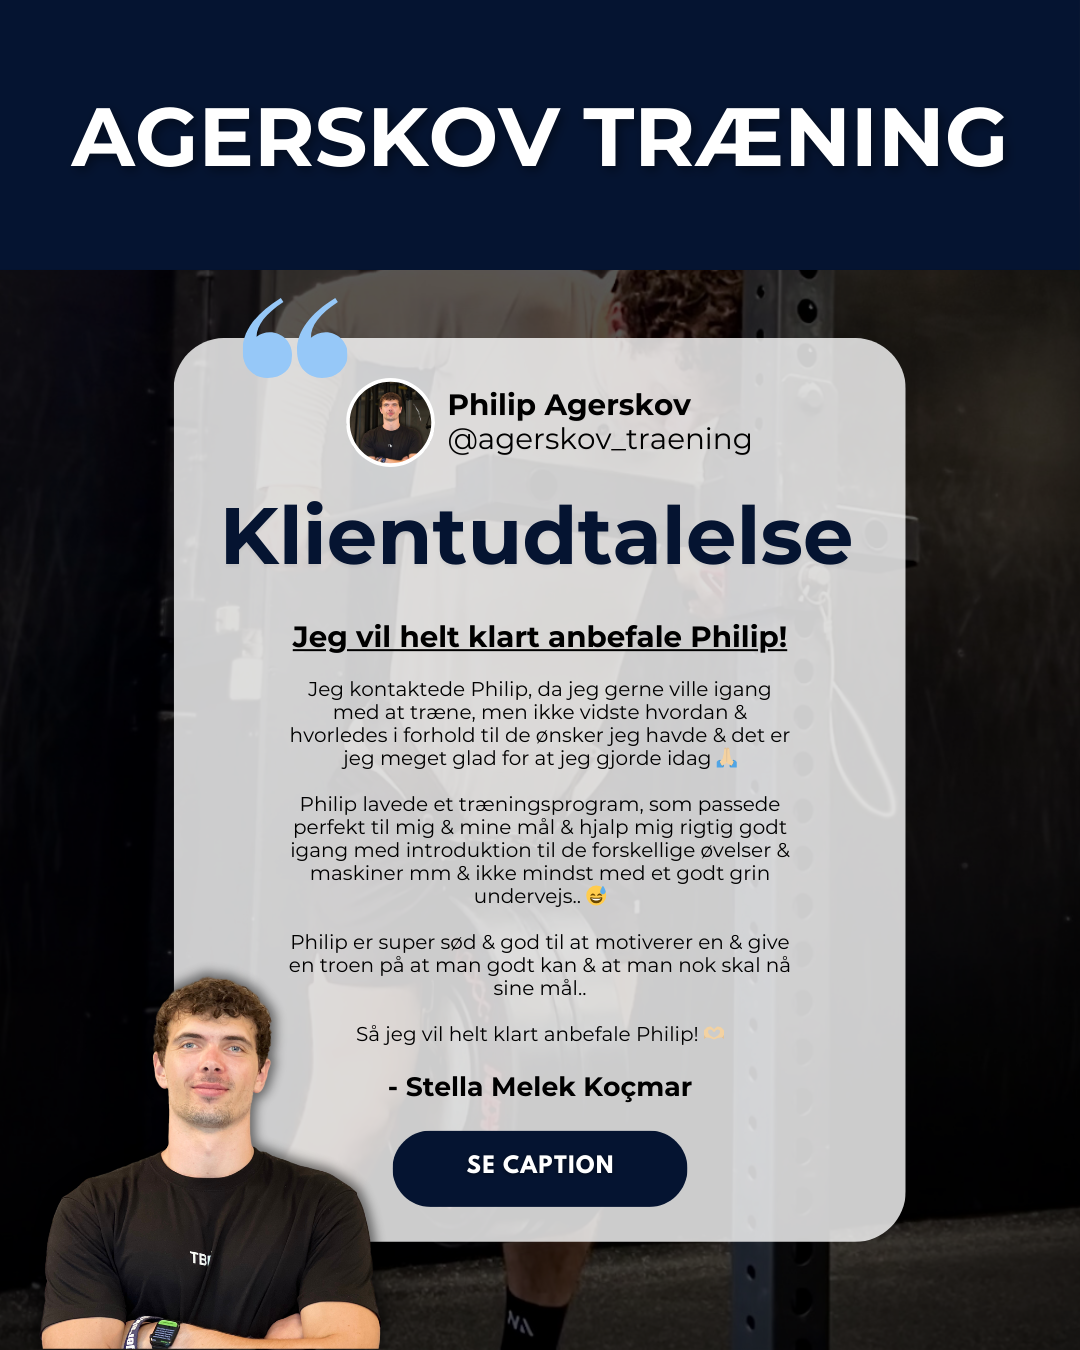 AGERSKOV TRÆNING
Philip Agerskov
@agerskov_traening
Klientudtalelse
Jeg vil helt klart anbefale Philip!
Jeg kontaktede Philip, da jeg gerne ville igang
med at træne, men ikke vidste hvordan &
hvorledes i forhold til de ønsker jeg havde & det er
jeg meget glad for at jeg gjorde idag 🙏🏼
Philip lavede et træningsprogram, som passede
perfekt til mig & mine mål & hjalp mig rigtig godt
igang med introduktion til de forskellige øvelser &
maskiner mm & ikke mindst med et godt grin
undervejs.. 😅
Philip er super sød & god til at motiverer en & give
en troen på at man godt kan & at man nok skal nå
sine mål..
Så jeg vil helt klart anbefale Philip! 🫶🏼
- Stella Melek Koçmar
SE CAPTION